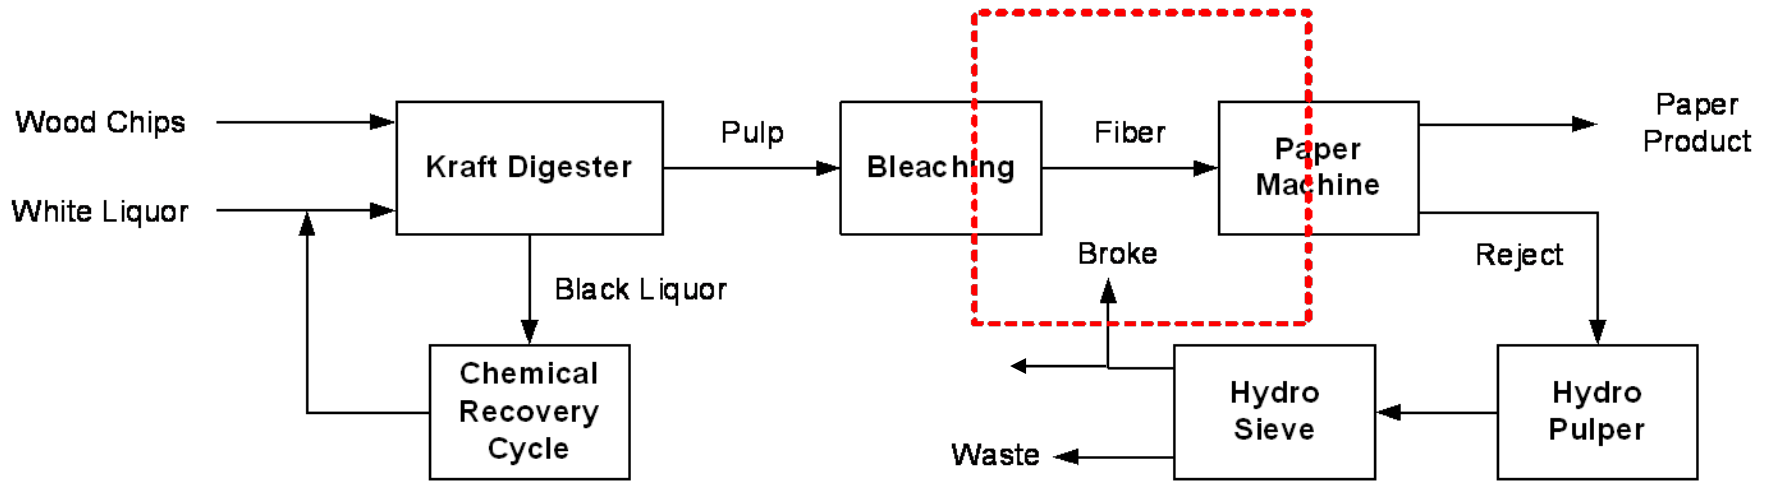 Wood Chips
White Liquor
Kraft Digester
Pulp
Black Liquor
Chemical
Recovery
Cycle
Bleaching
Fiber
Paper
Machine
Paper
Product
Reject
Broke
Hydro
Sieve
Hydro
Pulper
Waste